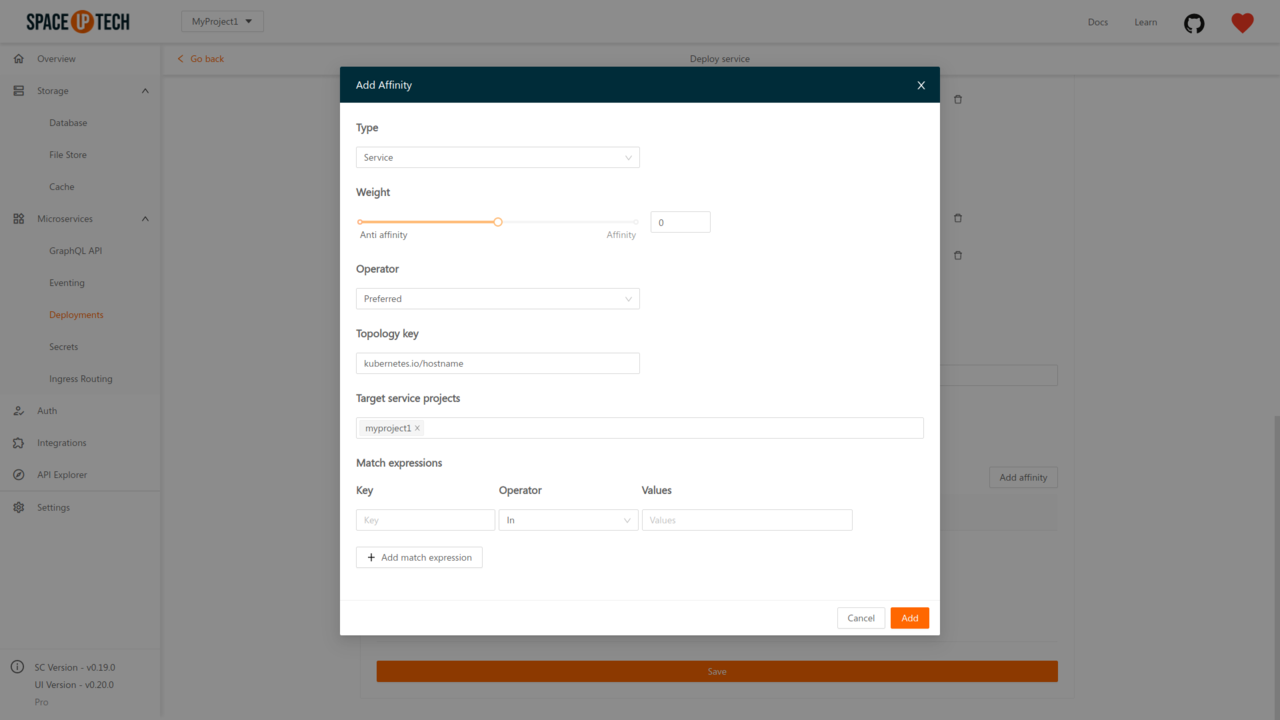 SPACE UP TECH
MyProject1
Docs
Learn
Overview
Go back
Deploy service
Storage
Database
File Store
Cache
Microservices
GraphQL API
Eventing
Deployments
Secrets
Ingress Routing
Auth
Integrations
API Explorer
Settings
SC Version - v0.19.0
UI Version - v0.20.0
Pro
Add Affinity
X
Type
Service
Weight
0
Anti affinity
Affinity
Operator
Preferred
Topology key
kubernetes.io/hostname
Target service projects
myproject1 ×
Match expressions
Key Operator Values
Key In Values
+ Add match expression
Cancel Add
Add affinity
Save